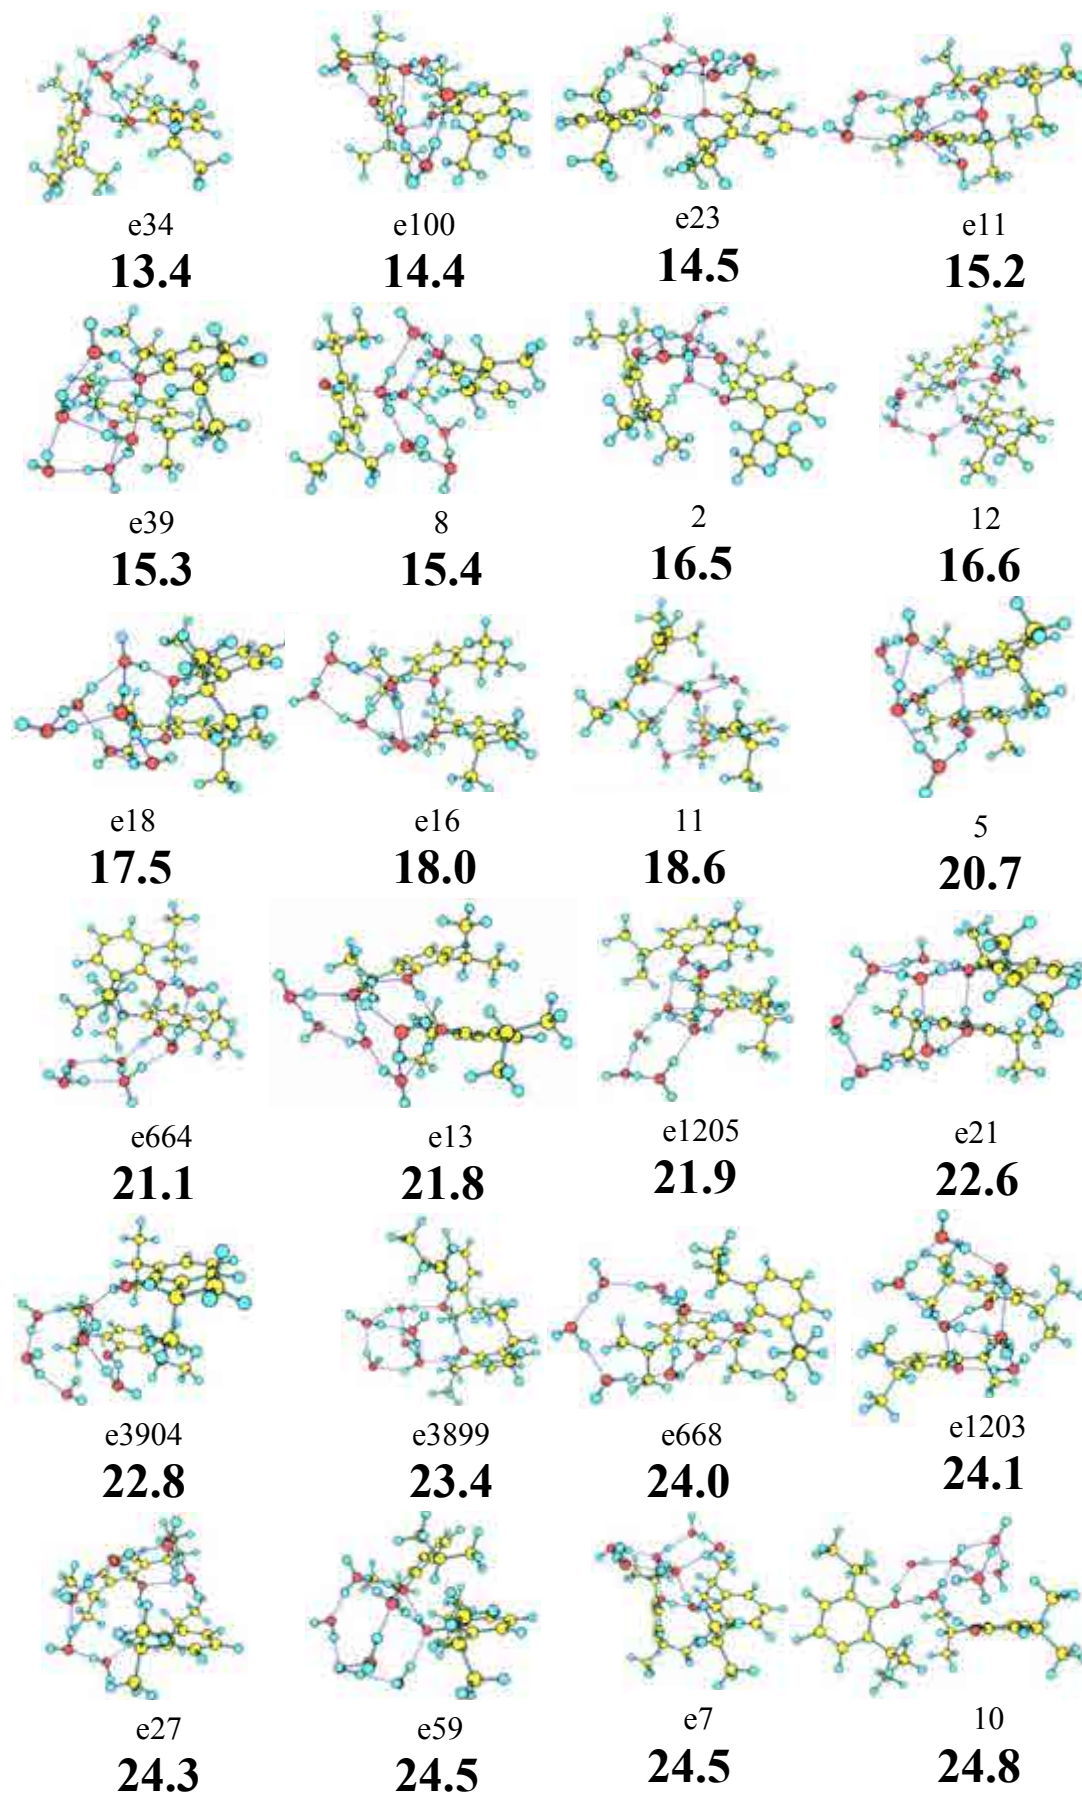 e34 e100 e23 e11
13.4 14.4 14.5 15.2
e39 8 2 12
15.3 15.4 16.5 16.6
e18 e16 11 5
17.5 18.0 18.6 20.7
e664 e13 e1205 e21
21.1 21.8 21.9 22.6
e3904 e3899 e668 e1203
22.8 23.4 24.0 24.1
e27 e59 e7 10
24.3 24.5 24.5 24.8